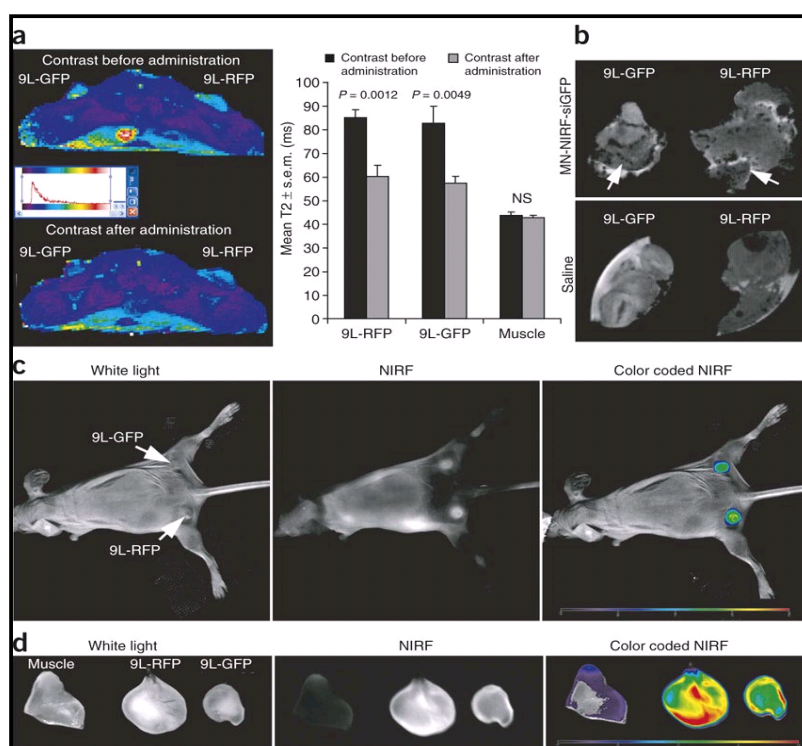 a
Contrast before administration
9L-GFP 9L-RFP
Contrast after administration
9L-GFP 9L-RFP
Contrast before administration
Contrast after administration
100
90
80
70
60
50
40
30
20
10
0
Mean T2 ± s.e.m. (ms)
P = 0.0012 P = 0.0049
NS
9L-RFP 9L-GFP Muscle
b
9L-GFP 9L-RFP
MN-NIRF-siGFP
9L-GFP 9L-RFP
Saline
c
White light NIRF Color coded NIRF
9L-GFP
9L-RFP
d
White light NIRF Color coded NIRF
Muscle 9L-RFP 9L-GFP